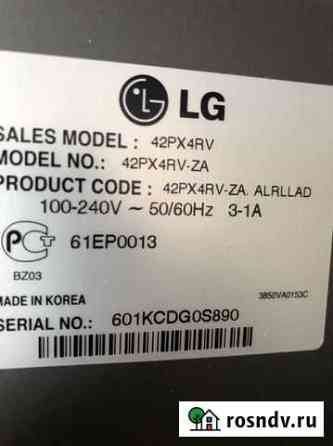 LG
SALES MODEL : 42PX4RV
MODEL NO.: 42PX4RV-ZA
PRODUCT CODE : 42PX4RV-ZA. ALRLLAD
100-240V ~ 50/60Hz 3-1A
61EP0013
BZ03
MADE IN KOREA
3850VA0153C
SERIAL NO.: 601KCDG0S890
rosndv.ru